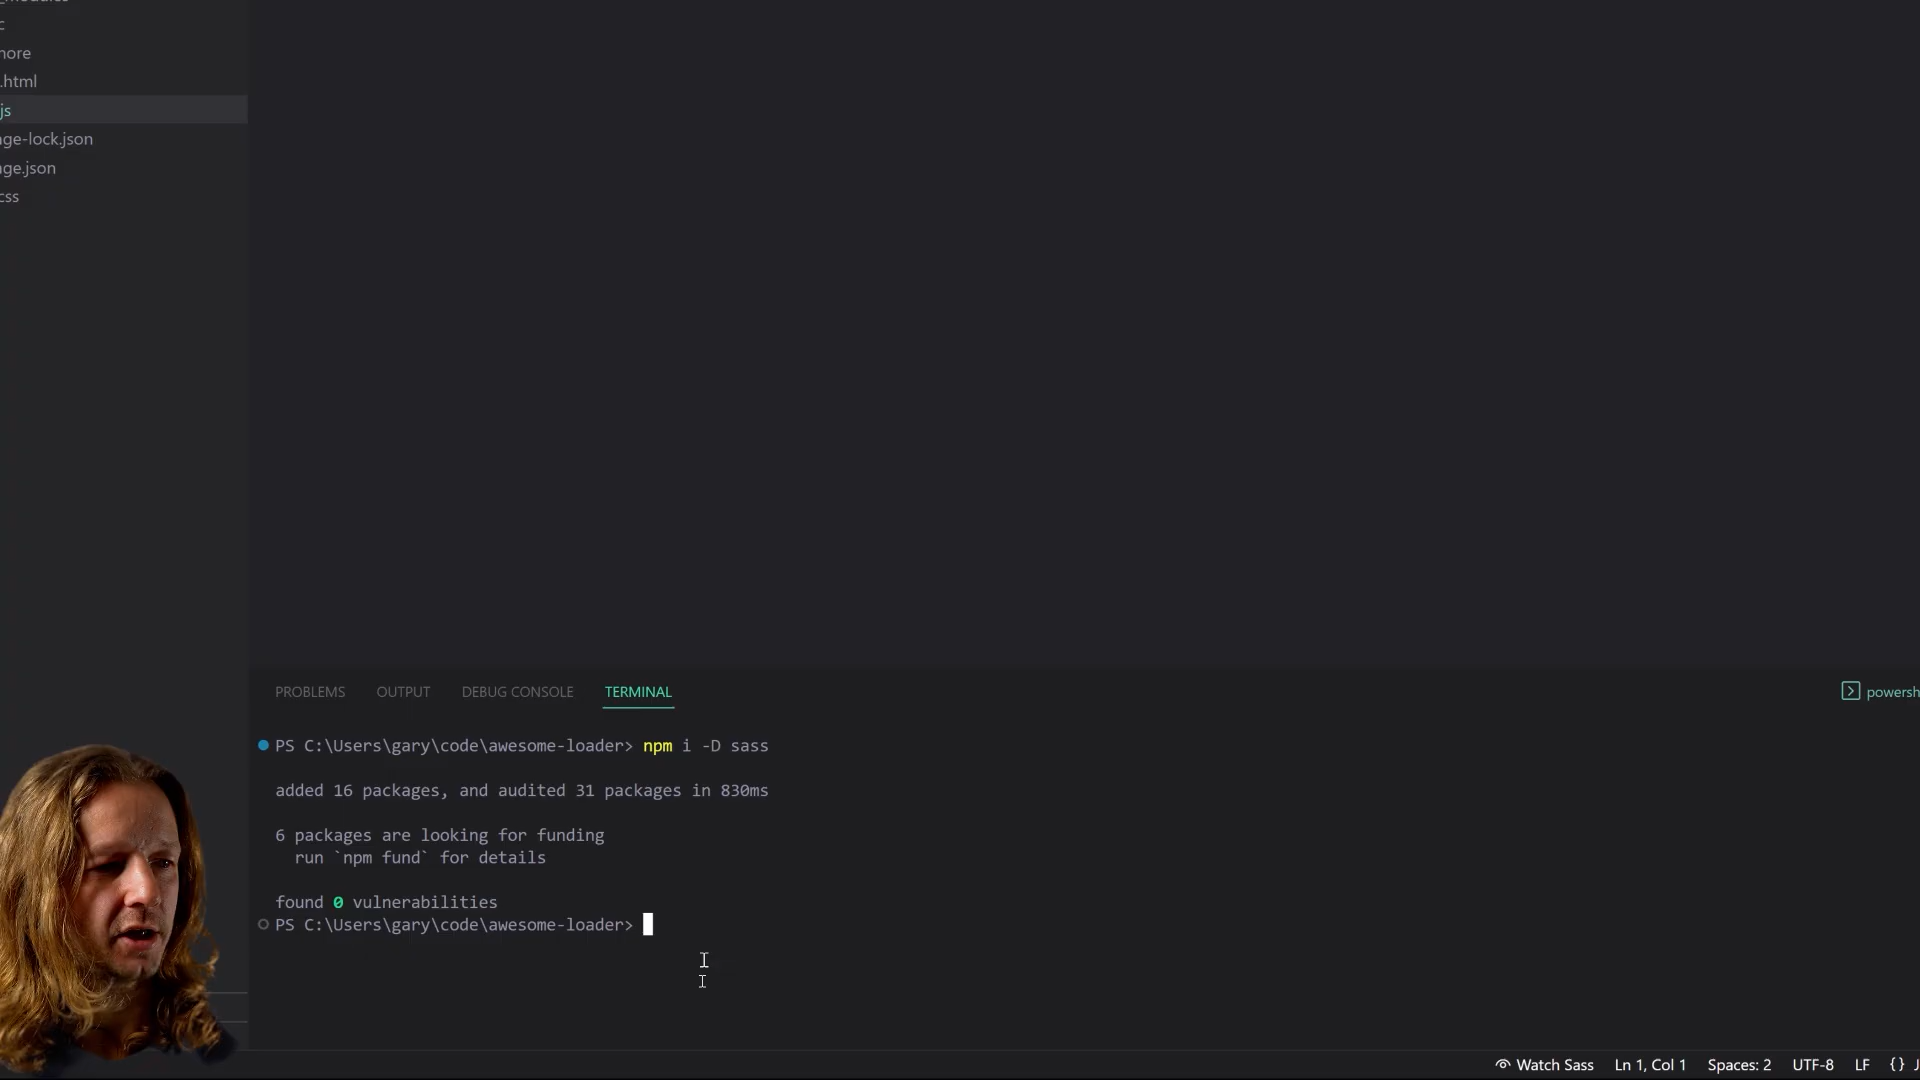 c
nore
.html
js
age-lock.json
age.json
css
PROBLEMS OUTPUT DEBUG CONSOLE TERMINAL
powersh
PS C:\Users\gary\code\awesome-loader> npm i -D sass
added 16 packages, and audited 31 packages in 830ms
6 packages are looking for funding
run `npm fund` for details
found 0 vulnerabilities
PS C:\Users\gary\code\awesome-loader>
Watch Sass Ln 1, Col 1 Spaces: 2 UTF-8 LF {} J